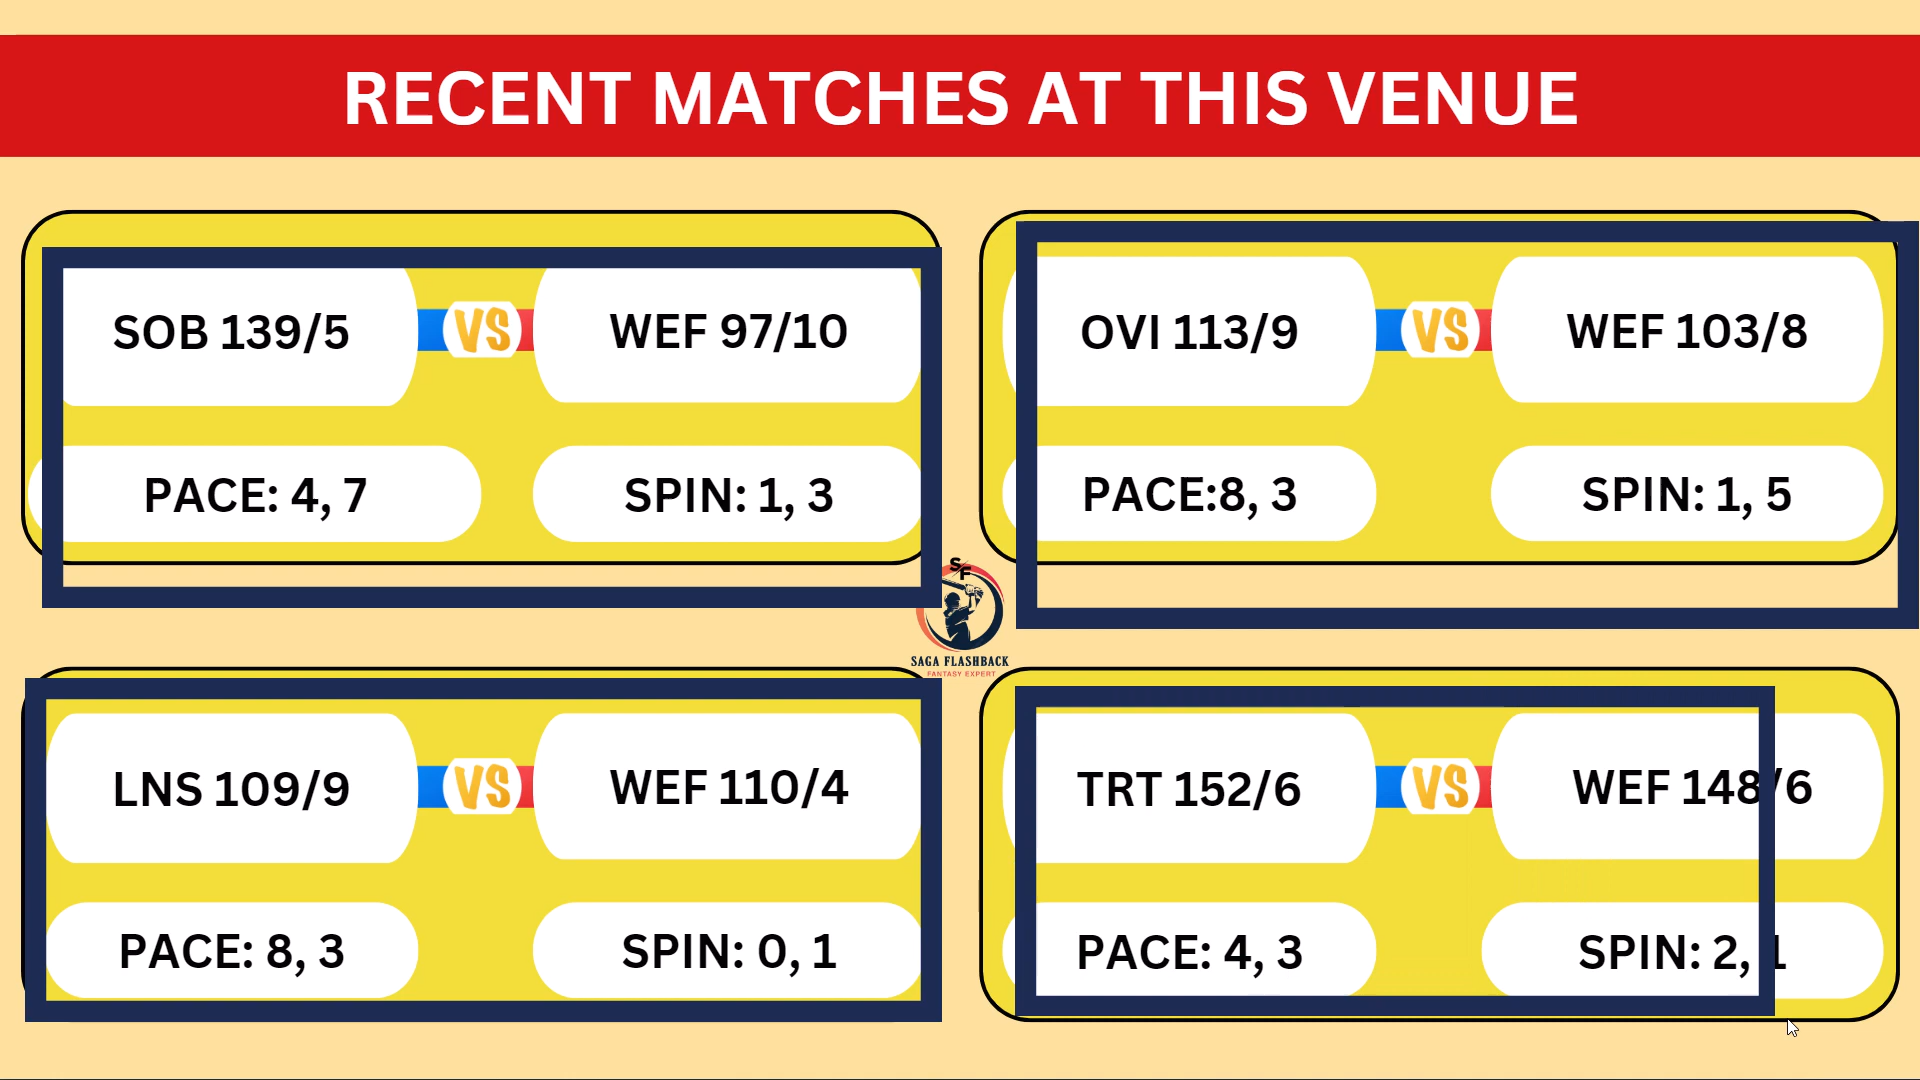 RECENT MATCHES AT THIS VENUE
SOB 139/5 VS WEF 97/10
PACE: 4, 7 SPIN: 1, 3
OVI 113/9 VS WEF 103/8
PACE:8, 3 SPIN: 1, 5
SF
SAGA FLASHBACK
FANTASY EXPERT
LNS 109/9 VS WEF 110/4
PACE: 8, 3 SPIN: 0, 1
TRT 152/6 VS WEF 148/6
PACE: 4, 3 SPIN: 2, 1